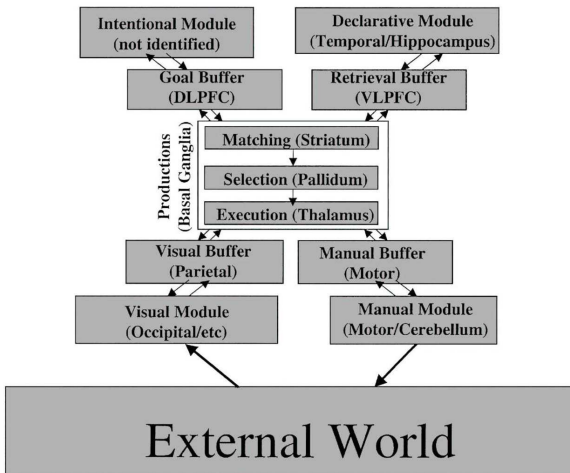 Intentional Module
(not identified)
Declarative Module
(Temporal/Hippocampus)
Goal Buffer
(DLPFC)
Retrieval Buffer
(VLPFC)
Productions
(Basal Ganglia)
Matching (Striatum)
Selection (Pallidum)
Execution (Thalamus)
Visual Buffer
(Parietal)
Manual Buffer
(Motor)
Visual Module
(Occipital/etc)
Manual Module
(Motor/Cerebellum)
External World